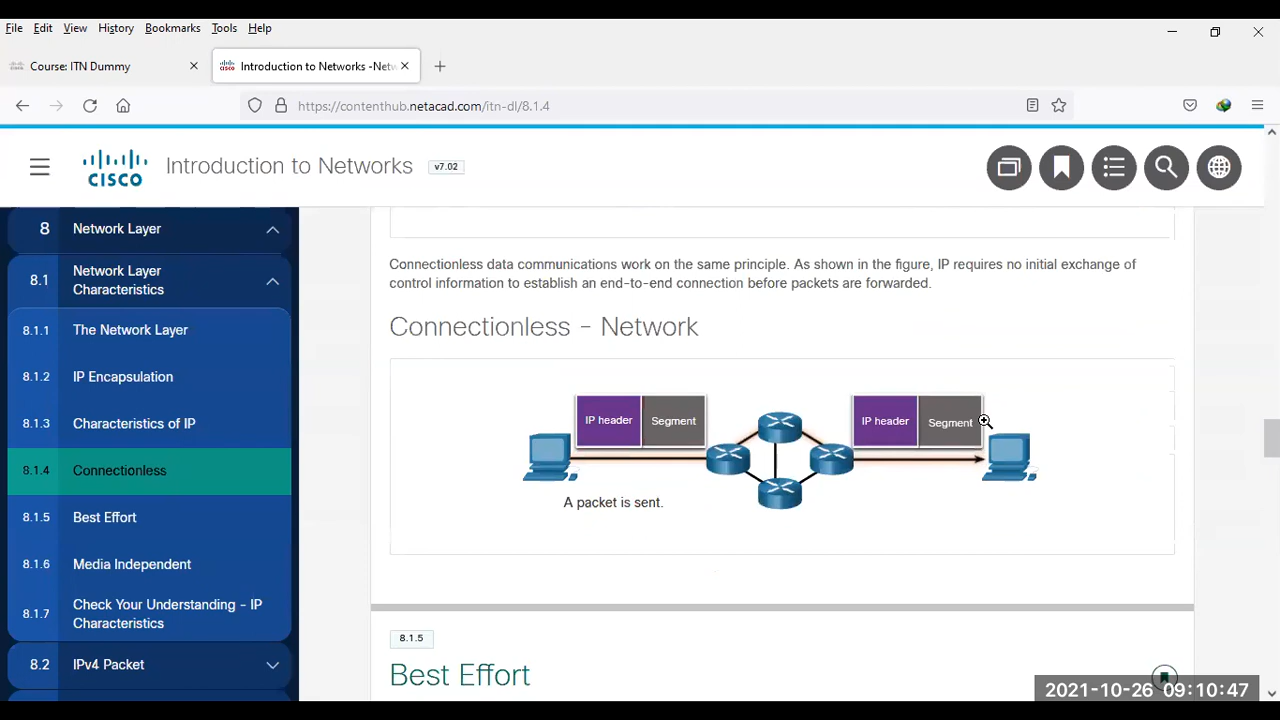 File Edit View History Bookmarks Tools Help
Course: ITN Dummy
Introduction to Networks -Netw
https://contenthub.netacad.com/itn-dl/8.1.4
CISCO
Introduction to Networks
v7.02
8 Network Layer
8.1 Network Layer
Characteristics
8.1.1 The Network Layer
8.1.2 IP Encapsulation
8.1.3 Characteristics of IP
8.1.4 Connectionless
8.1.5 Best Effort
8.1.6 Media Independent
8.1.7 Check Your Understanding - IP
Characteristics
8.2 IPv4 Packet
Connectionless data communications work on the same principle. As shown in the figure, IP requires no initial exchange of
control information to establish an end-to-end connection before packets are forwarded.
Connectionless - Network
IP header Segment
IP header Segment
A packet is sent.
8.1.5
Best Effort
2021-10-26 09:10:47